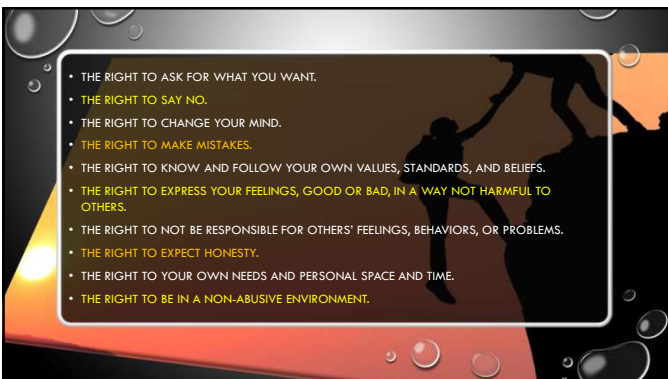 • THE RIGHT TO ASK FOR WHAT YOU WANT.
• THE RIGHT TO SAY NO.
• THE RIGHT TO CHANGE YOUR MIND.
• THE RIGHT TO MAKE MISTAKES.
• THE RIGHT TO KNOW AND FOLLOW YOUR OWN VALUES, STANDARDS, AND BELIEFS.
• THE RIGHT TO EXPRESS YOUR FEELINGS, GOOD OR BAD, IN A WAY NOT HARMFUL TO
OTHERS.
• THE RIGHT TO NOT BE RESPONSIBLE FOR OTHERS' FEELINGS, BEHAVIORS, OR PROBLEMS.
• THE RIGHT TO EXPECT HONESTY.
• THE RIGHT TO YOUR OWN NEEDS AND PERSONAL SPACE AND TIME.
• THE RIGHT TO BE IN A NON-ABUSIVE ENVIRONMENT.